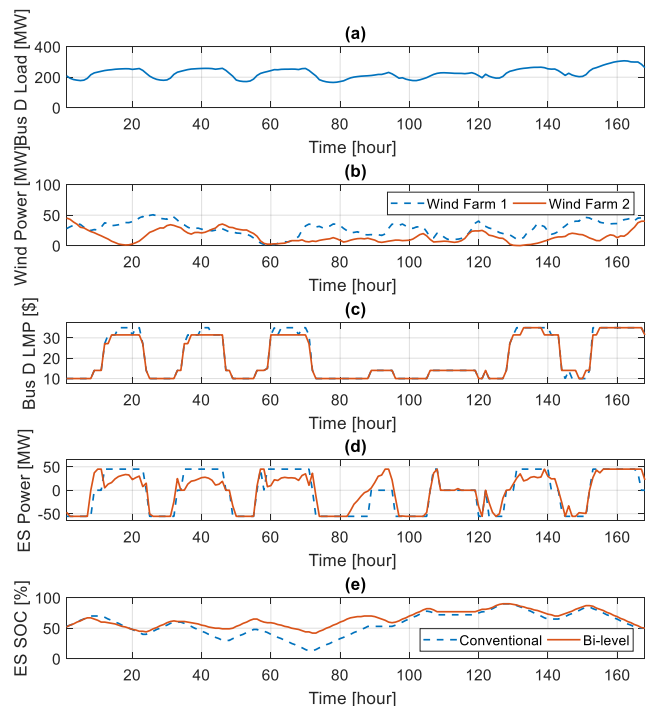 (a)
Bus D Load [MW]
400
200
0
20 40 60 80 100 120 140 160
Time [hour]
(b)
Wind Power [MW]
100
50
0
Wind Farm 1 Wind Farm 2
20 40 60 80 100 120 140 160
Time [hour]
(c)
Bus D LMP [$]
30
20
10
20 40 60 80 100 120 140 160
Time [hour]
(d)
ES Power [MW]
50
0
-50
20 40 60 80 100 120 140 160
Time [hour]
(e)
ES SOC [%]
100
50
0
Conventional Bi-level
20 40 60 80 100 120 140 160
Time [hour]